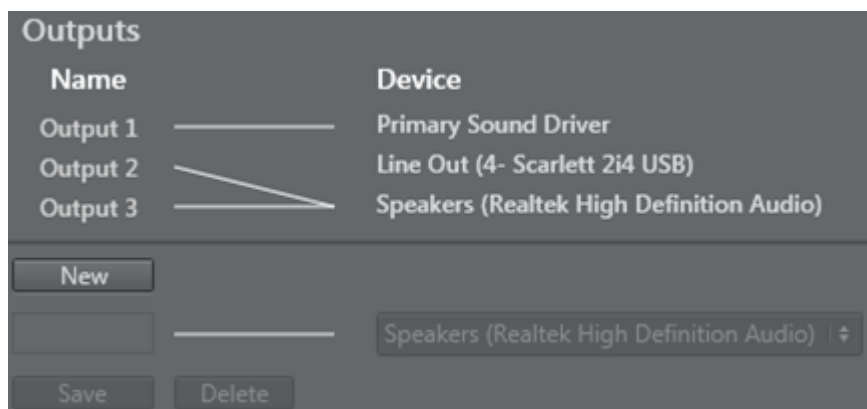 Outputs
Name Device
Output 1 Primary Sound Driver
Output 2 Line Out (4- Scarlett 2i4 USB)
Output 3 Speakers (Realtek High Definition Audio)
New
Speakers (Realtek High Definition Audio)
Save Delete